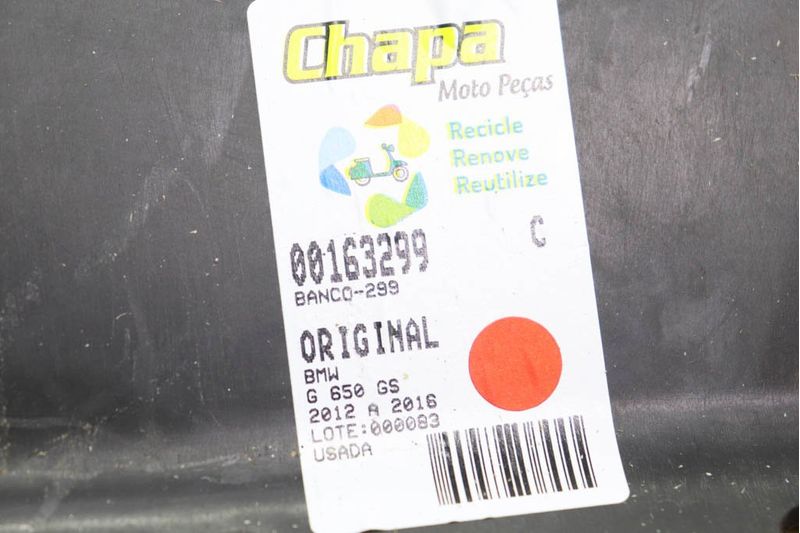 Chapa
Moto Peças
Recicle
Renove
Reutilize
00163299
C
BANCO-299
ORIGINAL
BMW
G 650 GS
2012 A 2016
LOTE:000083
USADA